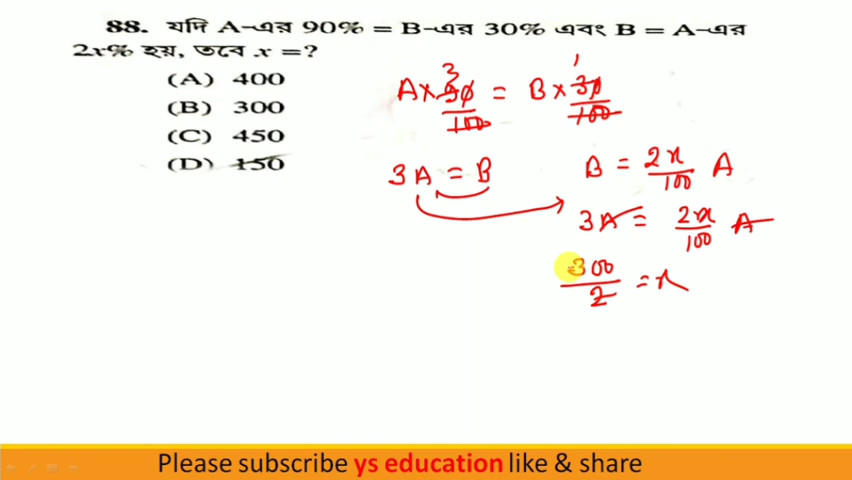 88. যদি A-এর 90% = B-এর 30% এবং B = A-এর
2x% হয়, তবে x = ?
(A) 400
(B) 300
(C) 450
(D) 150
A × 90/100 3 = B × 30/100 1
3A = B
B = 2x/100 A
3A = 2x/100 A
300/2 = x
Please subscribe ys education like & share